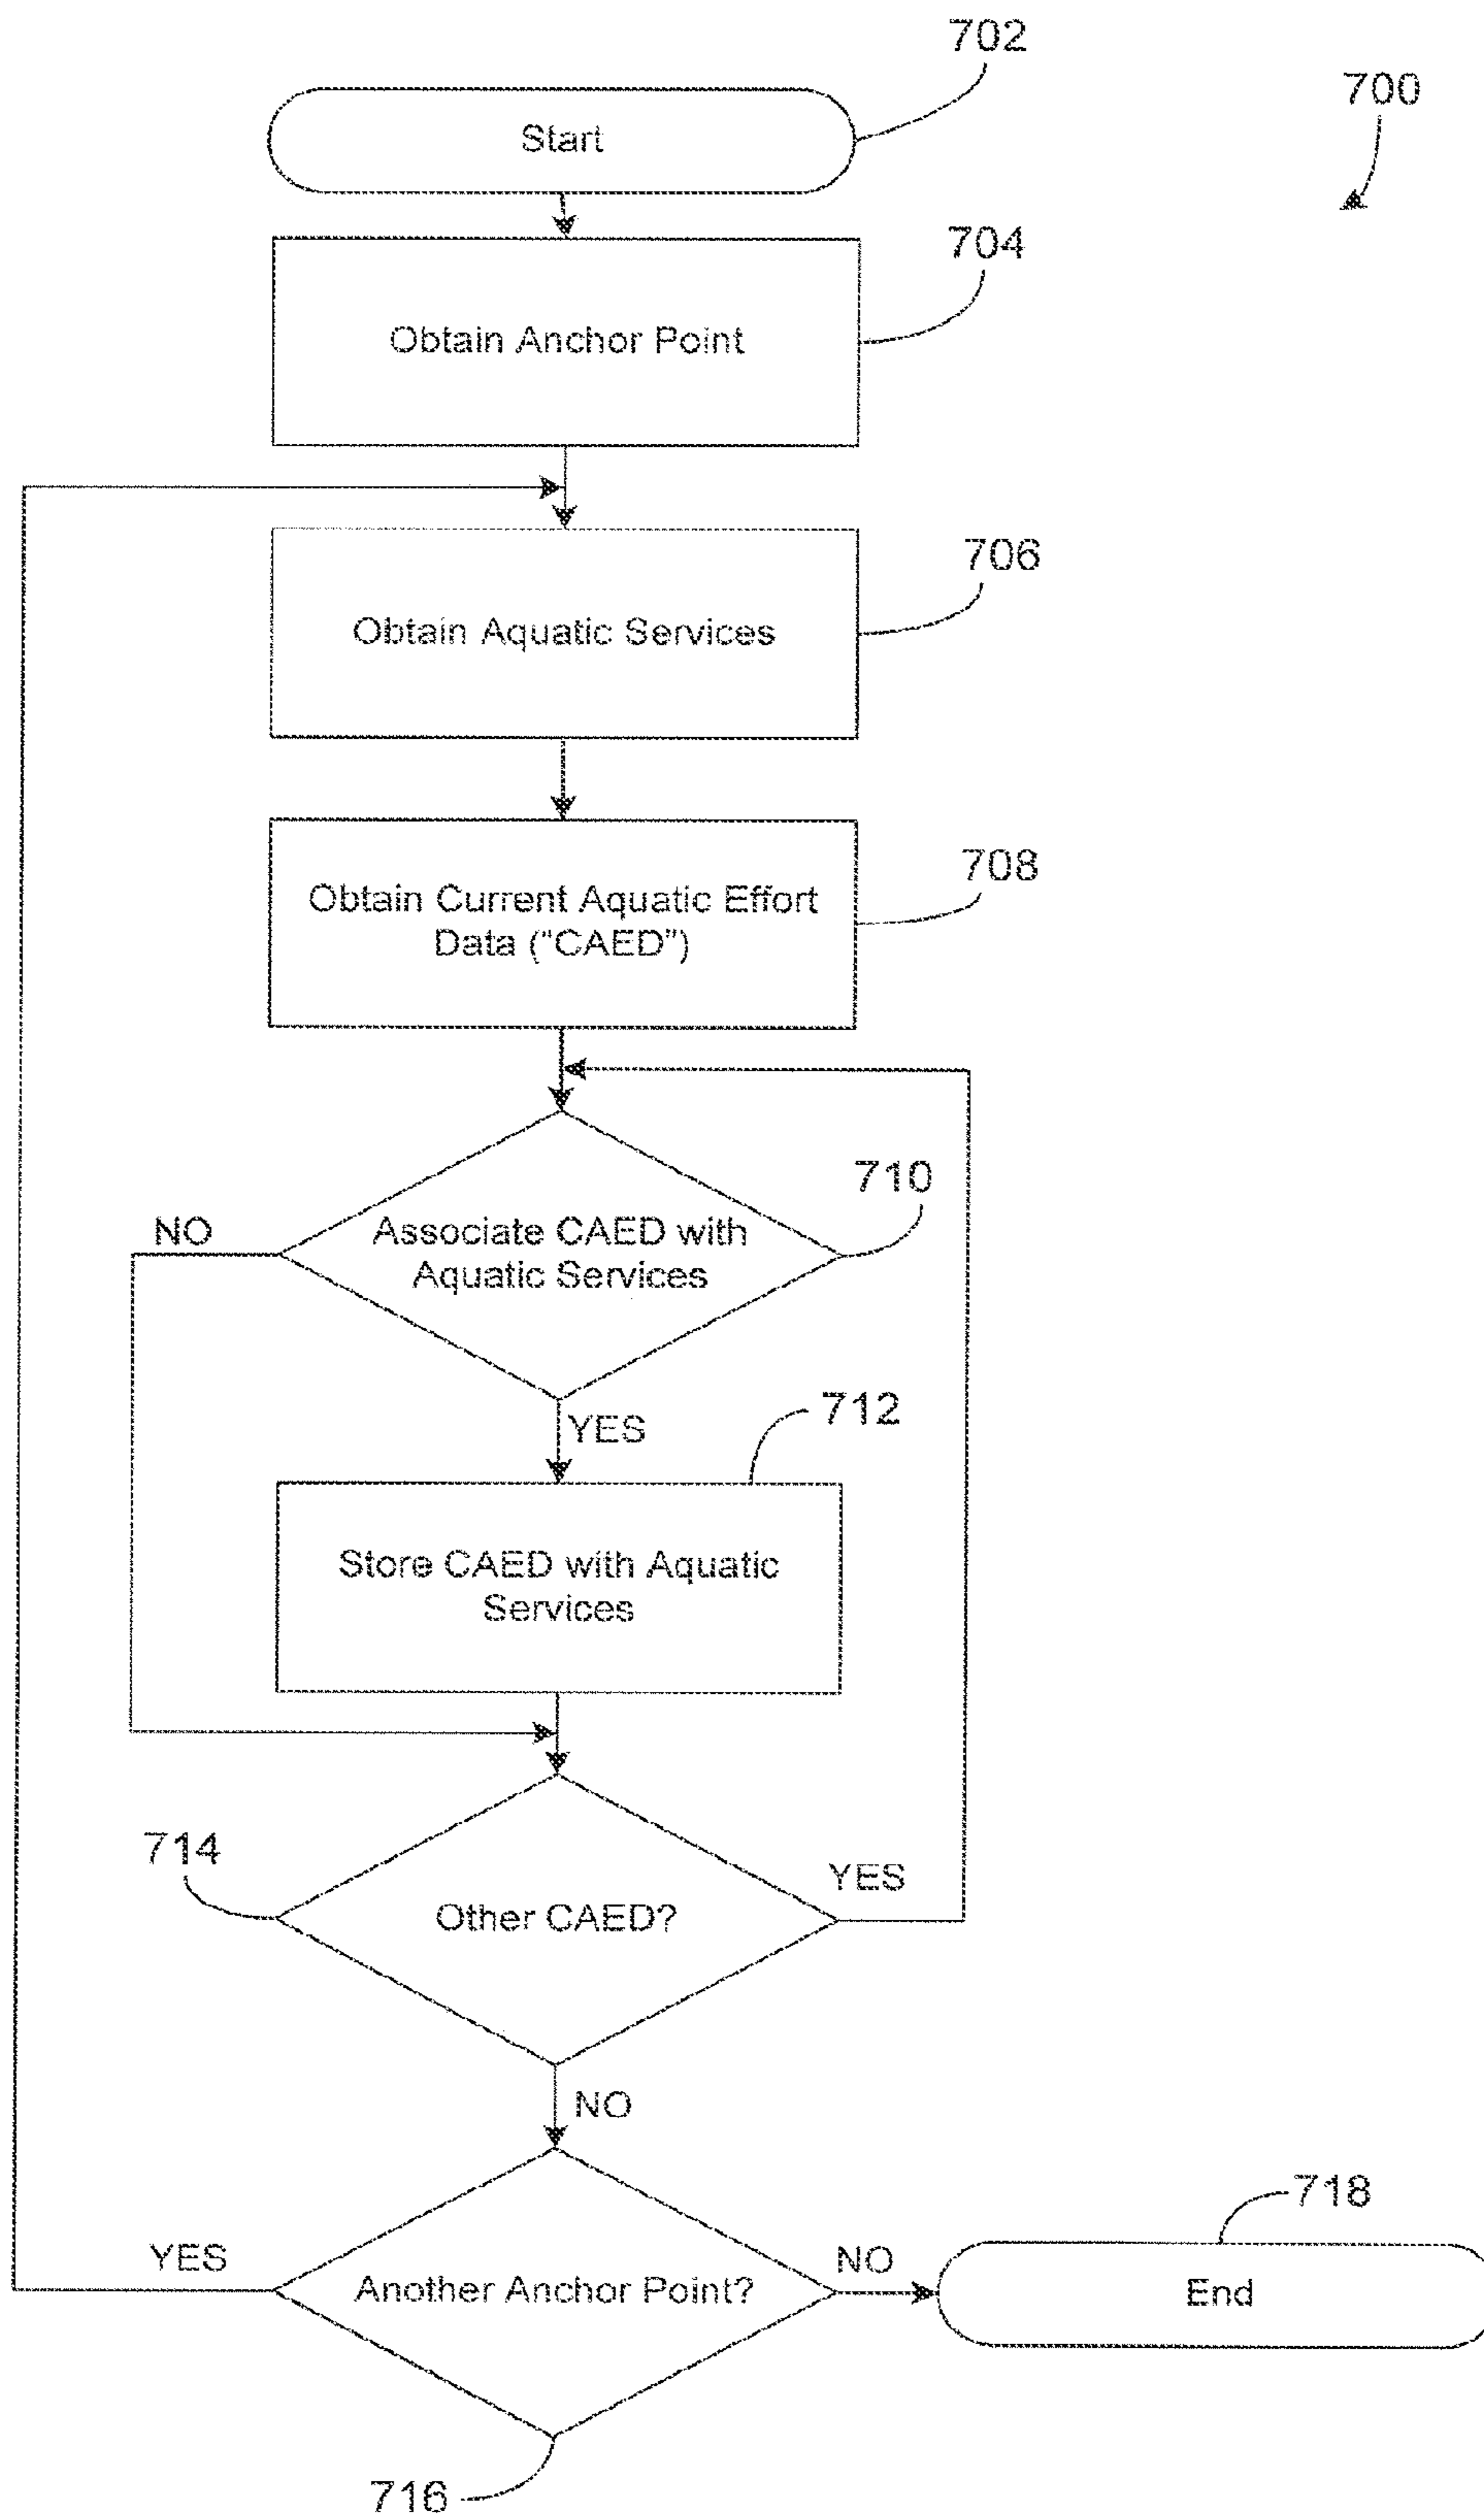 702
700
Start
704
Obtain Anchor Point
706
Obtain Aquatic Services
708
Obtain Current Aquatic Effort
Data ("CAED")
710
NO
Associate CAED with
Aquatic Services
YES
712
Store CAED with Aquatic
Services
714
YES
Other CAED?
NO
718
YES
NO
Another Anchor Point?
End
716